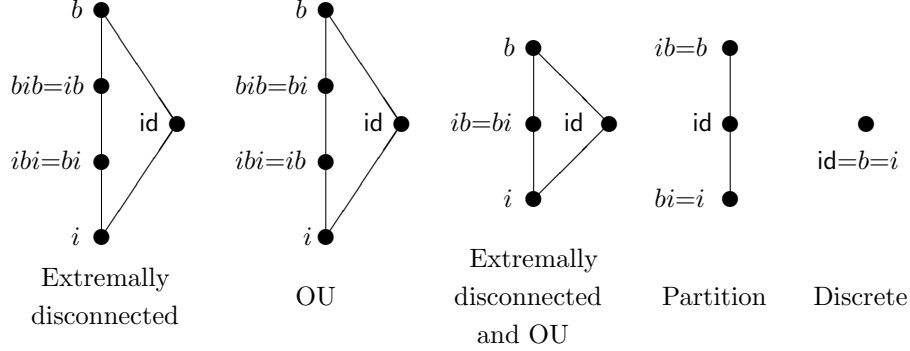 b
bib=ib
id
ibi=bi
i
Extremally
disconnected
b
bib=bi
id
ibi=ib
i
OU
b
ib=bi
id
i
Extremally
disconnected
and OU
ib=b
id
bi=i
Partition
id=b=i
Discrete